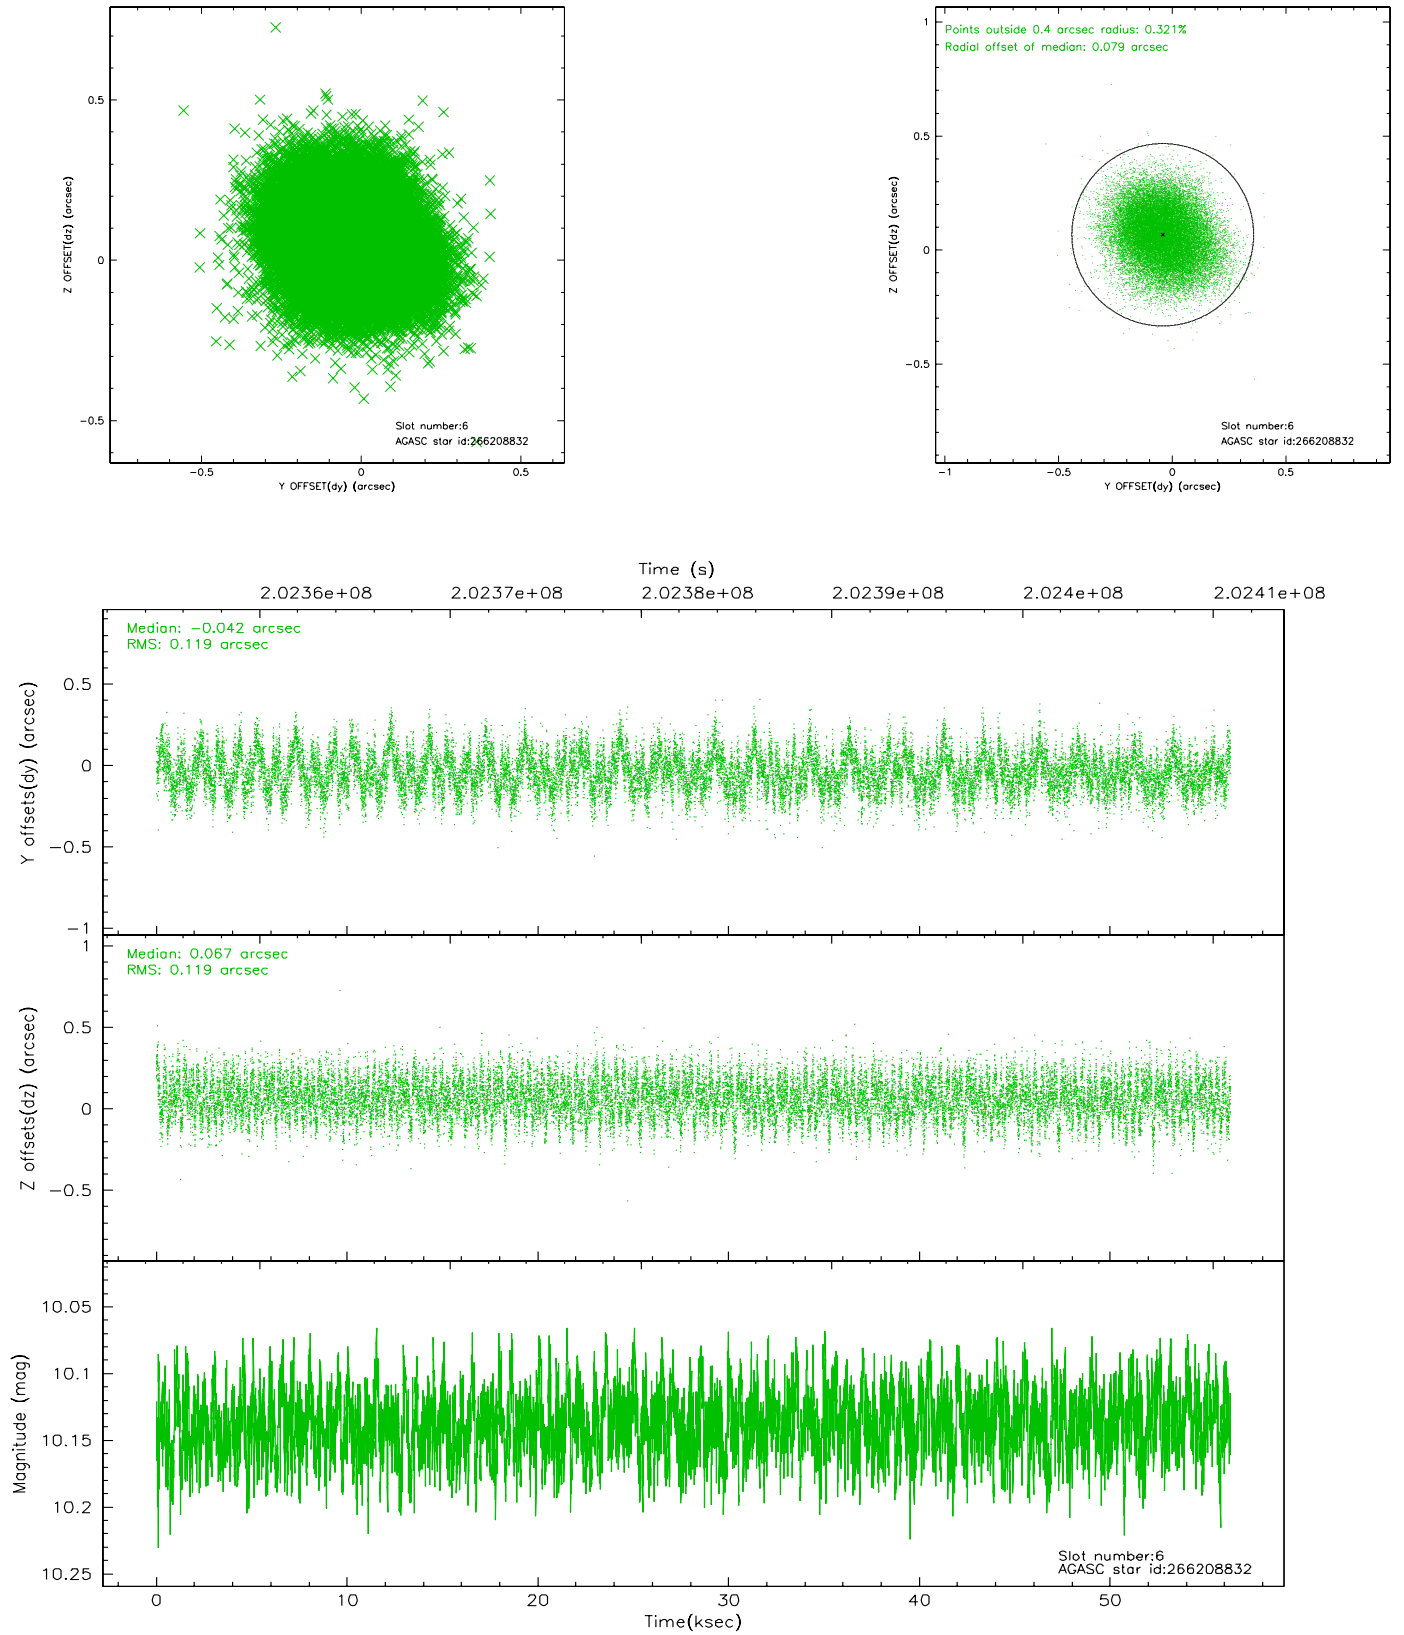 0.5
0
-0.5
Z OFFSET(dz) (arcsec)
Slot number:6
AGASC star id:266208832
-0.5 0 0.5
Y OFFSET(dy) (arcsec)
Points outside 0.4 arcsec radius: 0.321%
Radial offset of median: 0.079 arcsec
1
0.5
0
-0.5
Z OFFSET(dz) (arcsec)
Slot number:6
AGASC star id:266208832
-1 -0.5 0 0.5
Y OFFSET(dy) (arcsec)
Time (s)
2.0236e+08 2.0237e+08 2.0238e+08 2.0239e+08 2.024e+08 2.0241e+08
Median: -0.042 arcsec
RMS: 0.119 arcsec
0.5
0
-0.5
-1
Y offsets(dy) (arcsec)
Median: 0.067 arcsec
RMS: 0.119 arcsec
1
0.5
0
-0.5
Z offsets(dz) (arcsec)
10.05
10.1
10.15
10.2
10.25
Magnitude (mag)
Slot number:6
AGASC star id:266208832
0 10 20 30 40 50
Time(ksec)